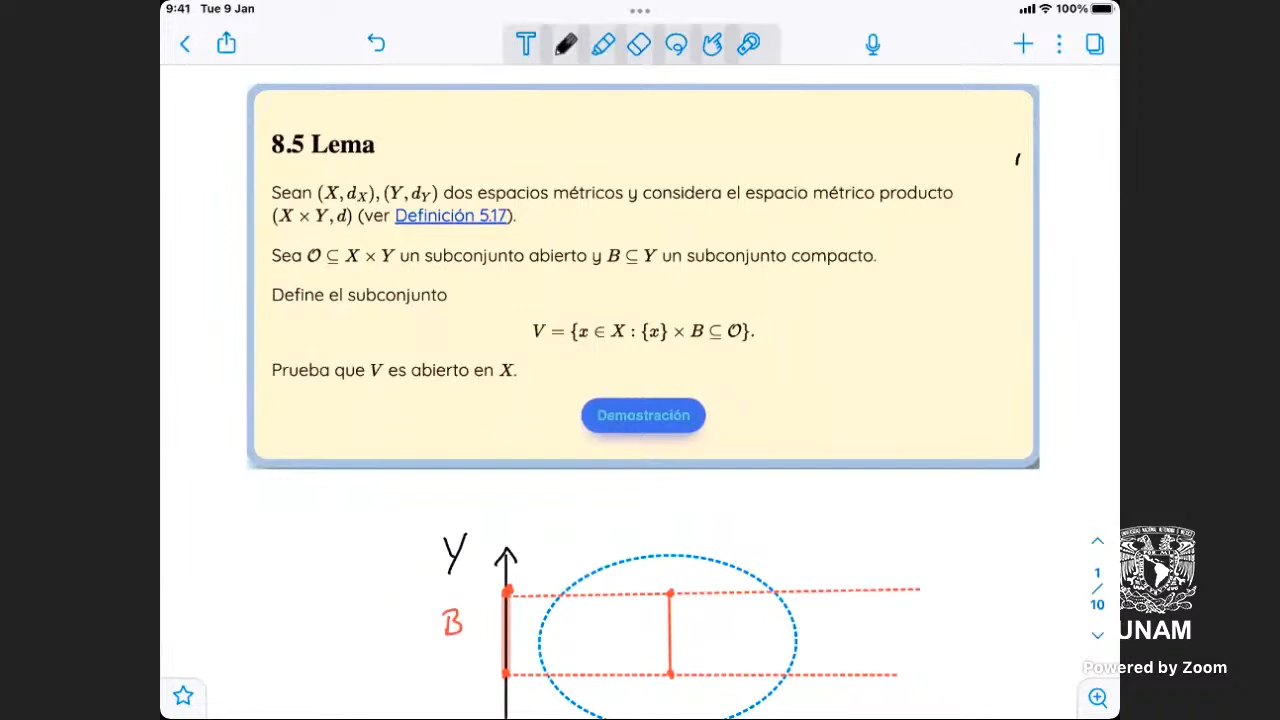 9:41 Tue 9 Jan
100%
8.5 Lema
Sean (X, d_X), (Y, d_Y) dos espacios métricos y considera el espacio métrico producto
(X × Y, d) (ver Definición 5.17).
Sea 𝒪 ⊆ X × Y un subconjunto abierto y B ⊆ Y un subconjunto compacto.
Define el subconjunto
V = {x ∈ X : {x} × B ⊆ 𝒪}.
Prueba que V es abierto en X.
Demostración
Y
B
1
/
10
UNAM
Powered by Zoom